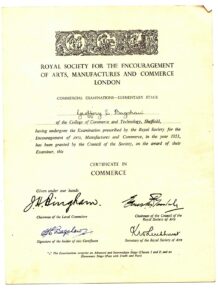 ROYAL SOCIETY FOR THE ENCOURAGEMENT
OF ARTS, MANUFACTURES AND COMMERCE
LONDON
COMMERCIAL EXAMINATIONS—ELEMENTARY STAGE
Geoffrey E. Bagshaw
of the College of Commerce and Technology, Sheffield,
having undergone the Examination prescribed by the Royal Society for the
Encouragement of Arts, Manufactures and Commerce, in the year 1953,
has been granted by the Council of the Society, on the award of their
Examiner, this
CERTIFICATE IN
COMMERCE
Given under our hands
J.H. Bingham.
Chairman of the Local Committee
Chairman of the Council of the
Royal Society of Arts
G.E. Bagshaw
Signature of the holder of this Certificate
Secretary of the Royal Society of Arts